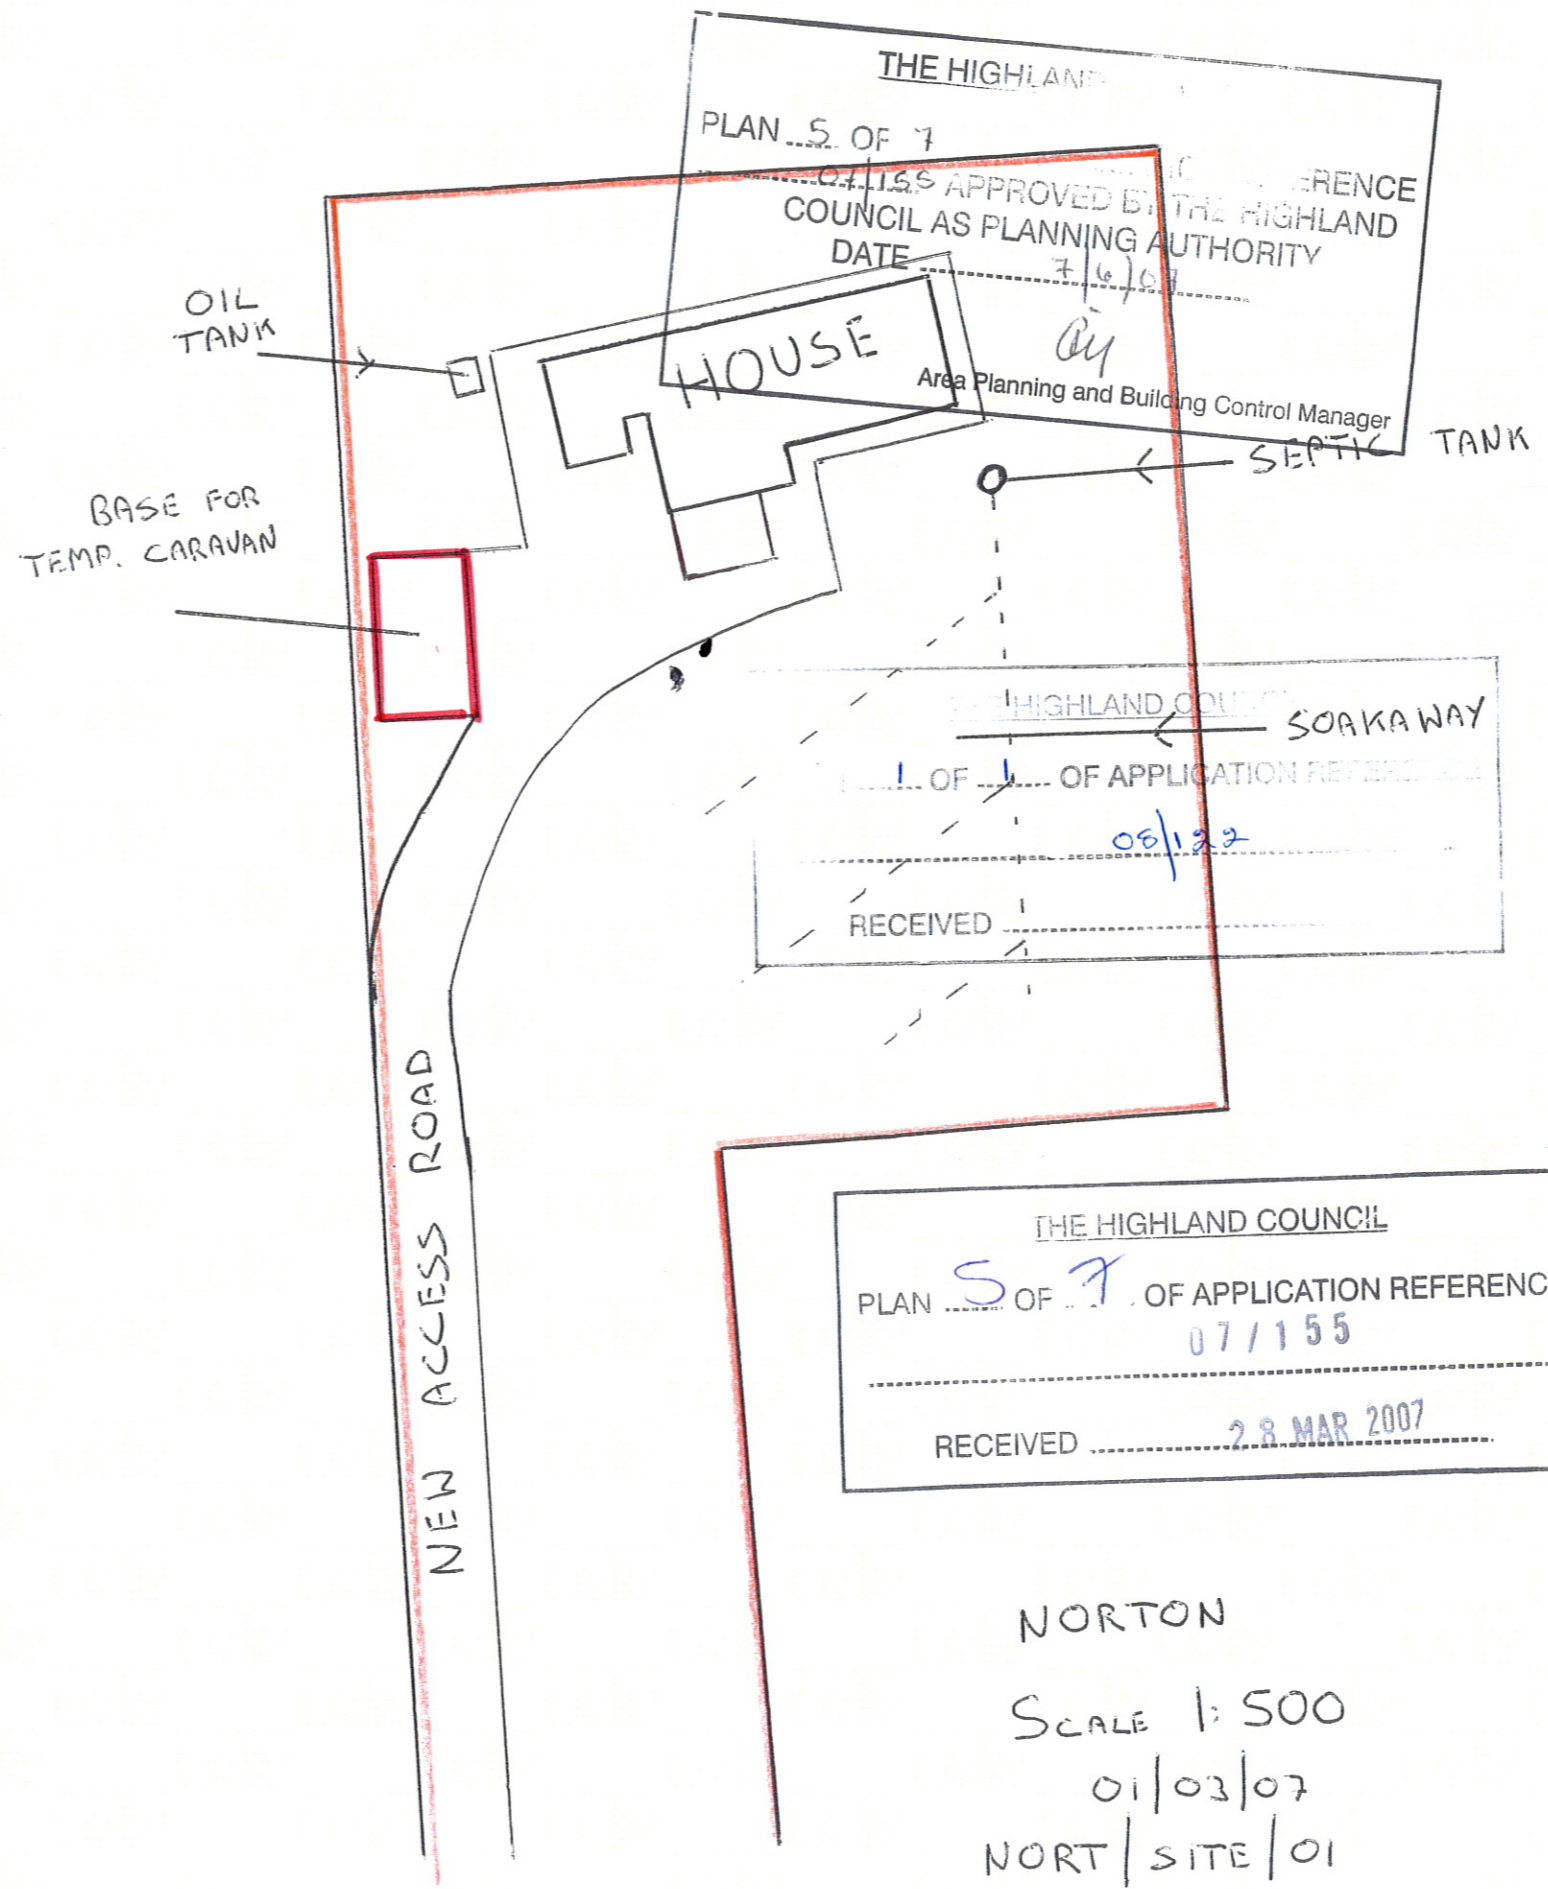 THE HIGHLAND
PLAN 5 OF 7
07/155 APPROVED BY THE HIGHLAND
COUNCIL AS PLANNING AUTHORITY
DATE 7/6/07
Area Planning and Building Control Manager
OIL
TANK
HOUSE
SEPTIC TANK
BASE FOR
TEMP. CARAVAN
HIGHLAND
SOAKAWAY
1 OF 1 OF APPLICATION REFERENCE
08/122
RECEIVED
NEW ACCESS ROAD
THE HIGHLAND COUNCIL
PLAN 5 OF 7 OF APPLICATION REFERENC
07/155
RECEIVED 28 MAR 2007
NORTON
SCALE 1:500
01/03/07
NORT/SITE/01